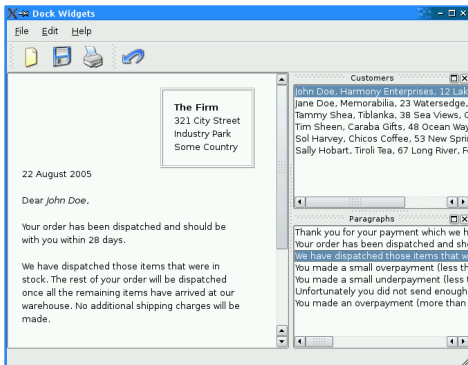 Dock Widgets
File Edit Help
The Firm
321 City Street
Industry Park
Some Country
22 August 2005
Dear John Doe,
Your order has been dispatched and should be
with you within 28 days.
We have dispatched those items that were in
stock. The rest of your order will be dispatched
once all the remaining items have arrived at our
warehouse. No additional shipping charges will be
made.
Customers
John Doe, Harmony Enterprises, 12 Lak
Jane Doe, Memorabilia, 23 Watersedge,
Tammy Shea, Tiblanka, 38 Sea Views, C
Tim Sheen, Caraba Gifts, 48 Ocean Way
Sol Harvey, Chicos Coffee, 53 New Spri
Sally Hobart, Tiroli Tea, 67 Long River, F
Paragraphs
Thank you for your payment which we h
Your order has been dispatched and sho
We have dispatched those items that w
You made a small overpayment (less th
You made a small underpayment (less t
Unfortunately you did not send enough
You made an overpayment (more than